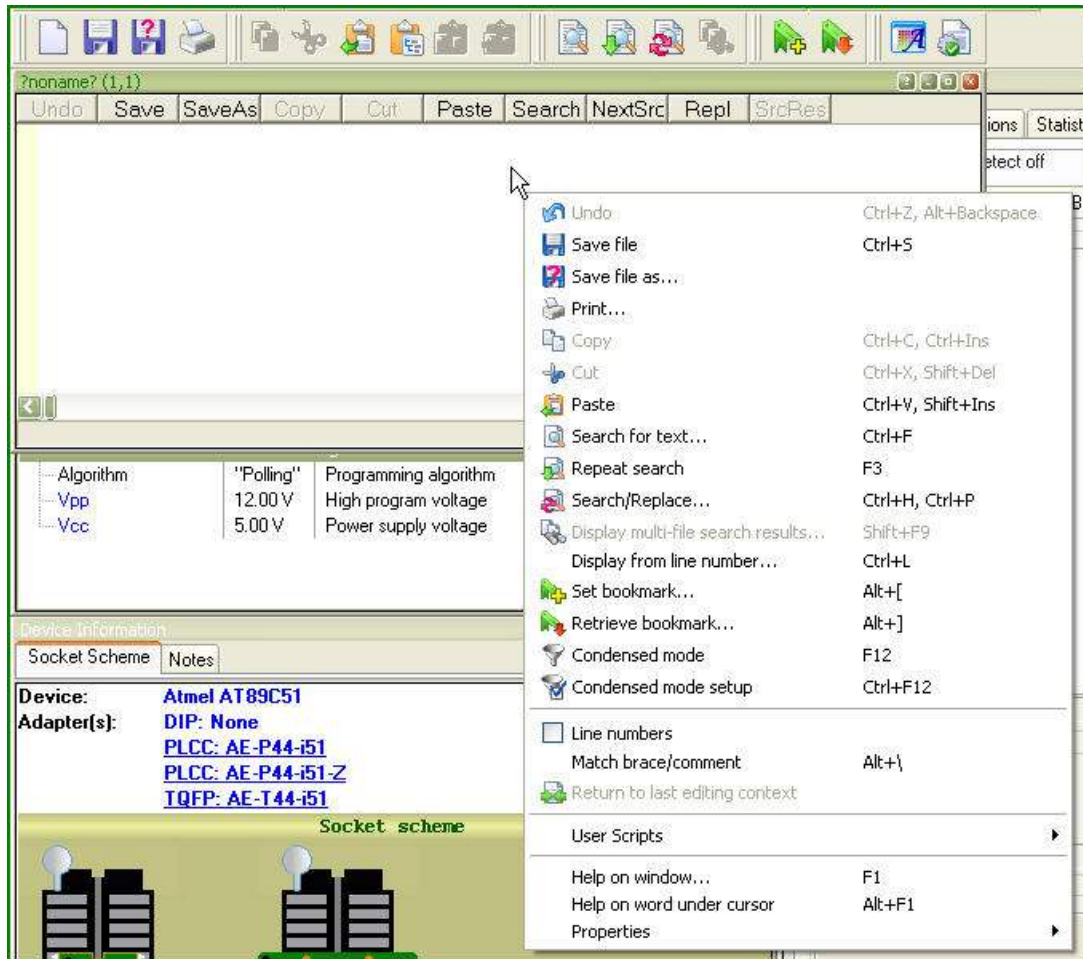 ?noname? (1,1)
Undo Save SaveAs Copy Cut Paste Search NextSrc Repl SrcRes
ions Statist
etect off
B
Undo Ctrl+Z, Alt+Backspace
Save file Ctrl+S
Save file as...
Print...
Copy Ctrl+C, Ctrl+Ins
Cut Ctrl+X, Shift+Del
Paste Ctrl+V, Shift+Ins
Search for text... Ctrl+F
Repeat search F3
Search/Replace... Ctrl+H, Ctrl+P
Display multi-file search results... Shift+F9
Display from line number... Ctrl+L
Set bookmark... Alt+[
Retrieve bookmark... Alt+]
Condensed mode F12
Condensed mode setup Ctrl+F12
Line numbers
Match brace/comment Alt+\
Return to last editing context
User Scripts
Help on window... F1
Help on word under cursor Alt+F1
Properties
Algorithm "Polling" Programming algorithm
Vpp 12.00 V High program voltage
Vcc 5.00 V Power supply voltage
Device Information
Socket Scheme Notes
Device: Atmel AT89C51
Adapter(s): DIP: None
PLCC: AE-P44-i51
PLCC: AE-P44-i51-Z
TQFP: AE-T44-i51
Socket scheme